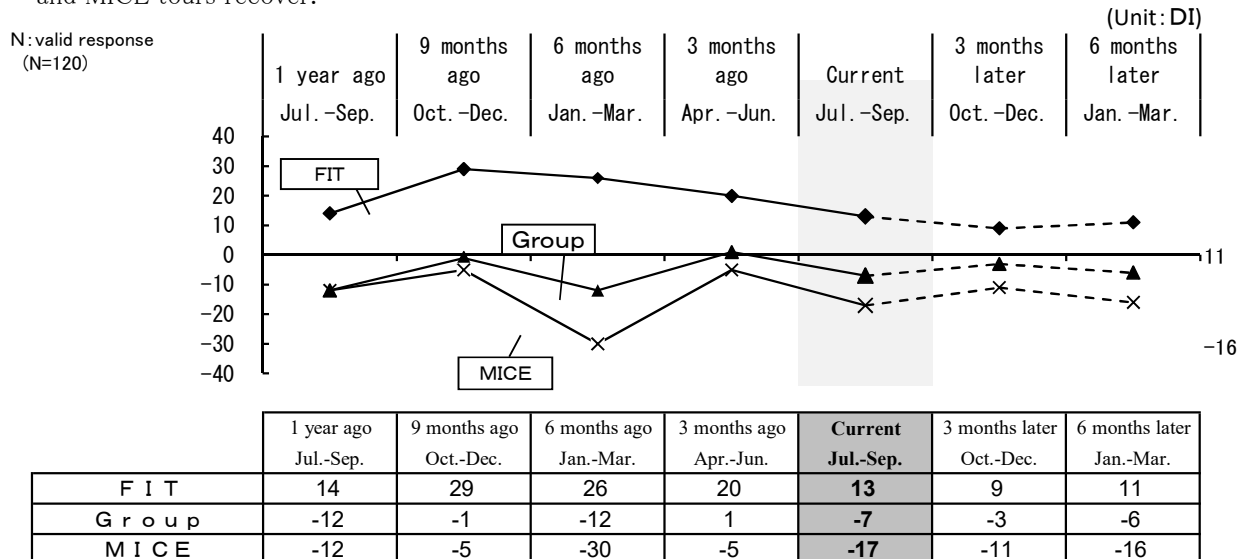 and MICE tours recover.
(Unit:DI)
N:valid response
(N=120)
1 year ago 9 months ago 6 months ago 3 months ago Current 3 months later 6 months later
Jul.-Sep. Oct.-Dec. Jan.-Mar. Apr.-Jun. Jul.-Sep. Oct.-Dec. Jan.-Mar.
40
30
FIT
20
10
Group
0
11
-10
-20
-30
-16
MICE
-40
1 year ago 9 months ago 6 months ago 3 months ago Current 3 months later 6 months later
Jul.-Sep. Oct.-Dec. Jan.-Mar. Apr.-Jun. Jul.-Sep. Oct.-Dec. Jan.-Mar.
FIT 14 29 26 20 13 9 11
Group -12 -1 -12 1 -7 -3 -6
MICE -12 -5 -30 -5 -17 -11 -16